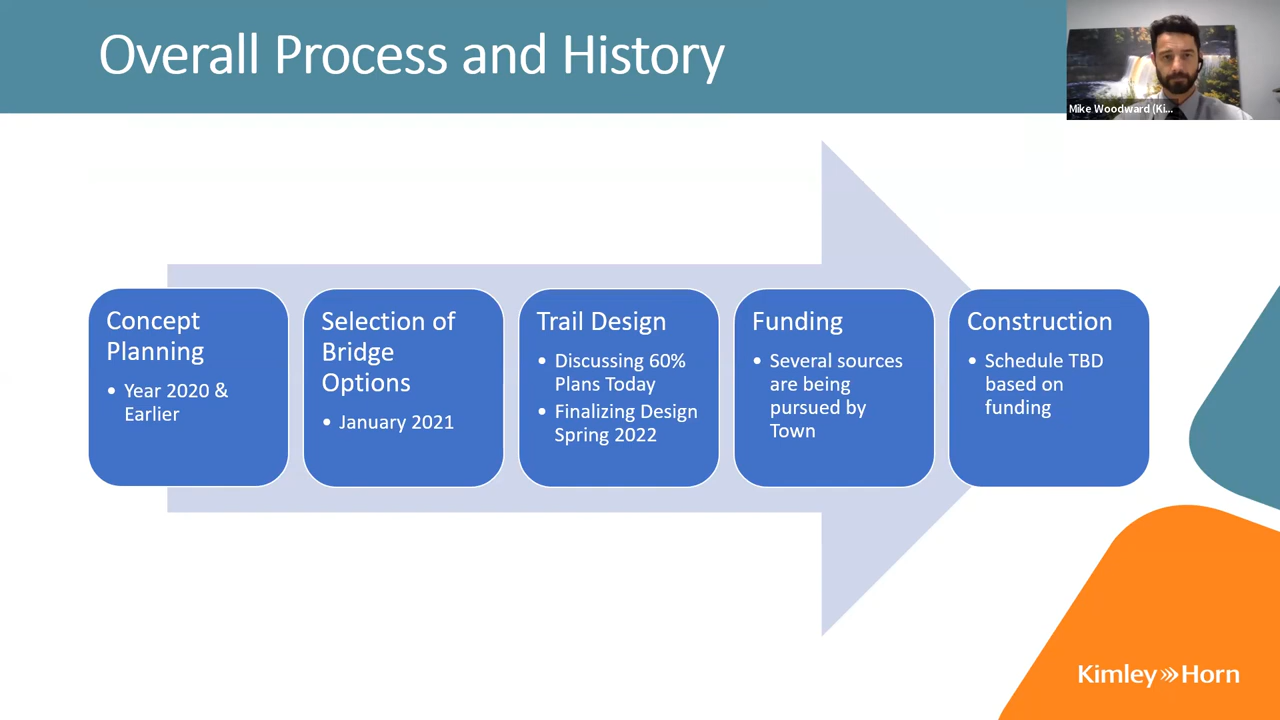 Overall Process and History
Mike Woodward (Ki...
Concept
Planning
• Year 2020 &
Earlier
Selection of
Bridge
Options
• January 2021
Trail Design
• Discussing 60%
Plans Today
• Finalizing Design
Spring 2022
Funding
• Several sources
are being
pursued by
Town
Construction
• Schedule TBD
based on
funding
Kimley»Horn